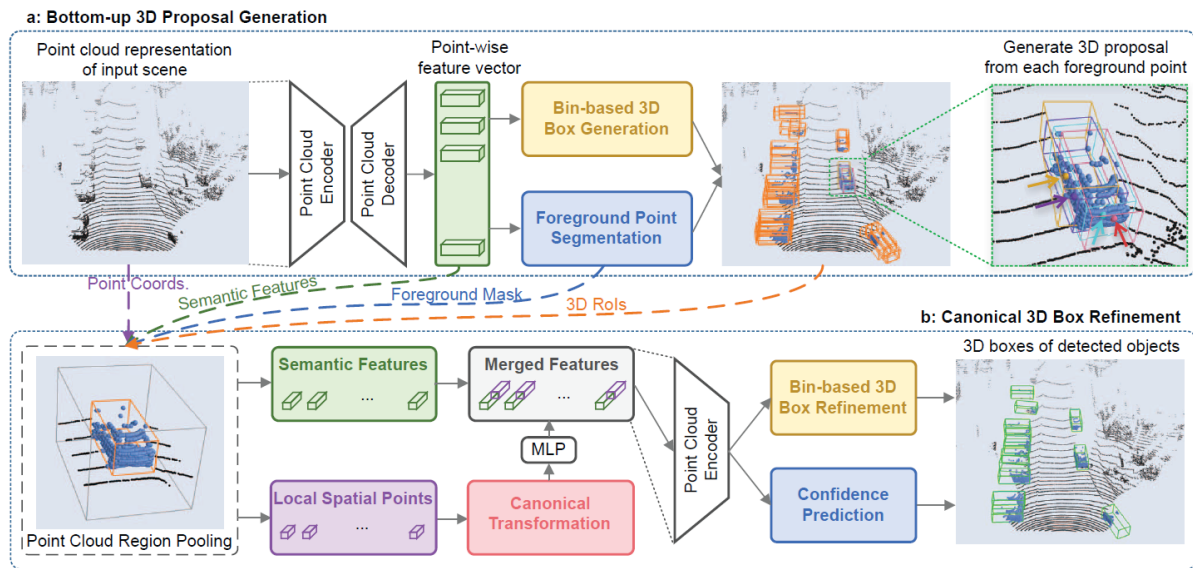 a: Bottom-up 3D Proposal Generation
Point cloud representation
of input scene
Point Cloud
Encoder
Point Cloud
Decoder
Point-wise
feature vector
Bin-based 3D
Box Generation
Foreground Point
Segmentation
Generate 3D proposal
from each foreground point
Point Coords.
Semantic Features
Foreground Mask
3D RoIs
b: Canonical 3D Box Refinement
Point Cloud Region Pooling
Semantic Features
...
Merged Features
...
MLP
Local Spatial Points
...
Canonical
Transformation
Point Cloud
Encoder
Bin-based 3D
Box Refinement
Confidence
Prediction
3D boxes of detected objects